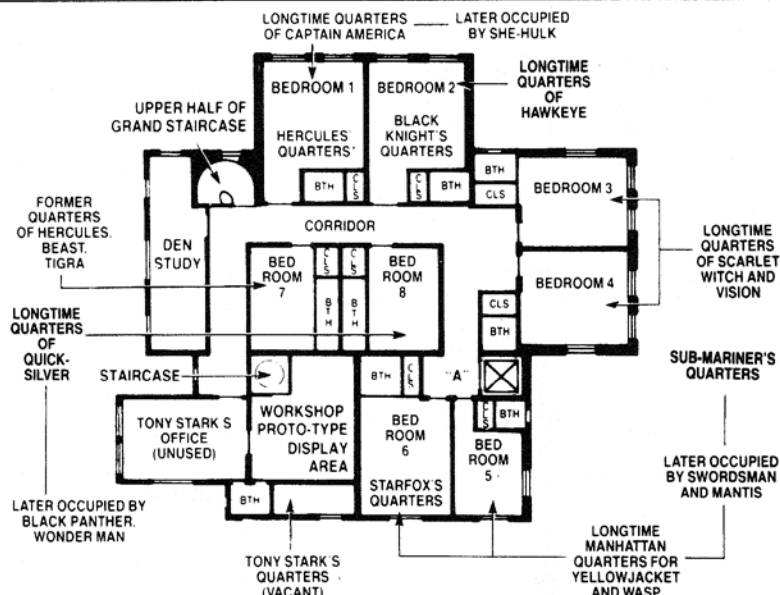 LONGTIME QUARTERS
OF CAPTAIN AMERICA
LATER OCCUPIED
BY SHE-HULK
UPPER HALF OF
GRAND STAIRCASE
BEDROOM 1
HERCULES'
QUARTERS'
BTH
CLS
BEDROOM 2
BLACK
KNIGHT'S
QUARTERS
CLS
BTH
LONGTIME
QUARTERS
OF
HAWKEYE
BTH
CLS
BEDROOM 3
FORMER
QUARTERS
OF HERCULES.
BEAST.
TIGRA
DEN
STUDY
CORRIDOR
BED
ROOM
7
CLS
BTH
CLS
BTH
BED
ROOM
8
BEDROOM 4
CLS
BTH
LONGTIME
QUARTERS
OF SCARLET
WITCH AND
VISION
LONGTIME
QUARTERS
OF
QUICK-
SILVER
STAIRCASE
BTH
CLS
"A"
SUB-MARINER'S
QUARTERS
TONY STARK'S
OFFICE
(UNUSED)
WORKSHOP
PROTO-TYPE
DISPLAY
AREA
BED
ROOM
6
STARFOX'S
QUARTERS
CLS
BTH
BED
ROOM
5
LATER OCCUPIED
BY SWORDSMAN
AND MANTIS
LATER OCCUPIED BY
BLACK PANTHER.
WONDER MAN
BTH
TONY STARK'S
QUARTERS
(VACANT)
LONGTIME
MANHATTAN
QUARTERS FOR
YELLOWJACKET
AND WASP